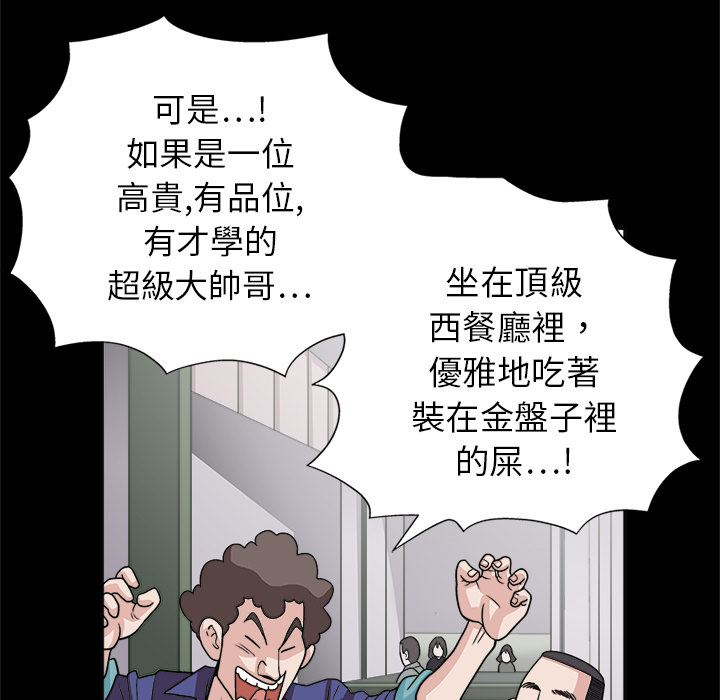 可是...!
如果是一位
高貴,有品位,
有才學的
超級大帥哥...
坐在頂級
西餐廳裡，
優雅地吃著
裝在金盤子裡
的屎...!